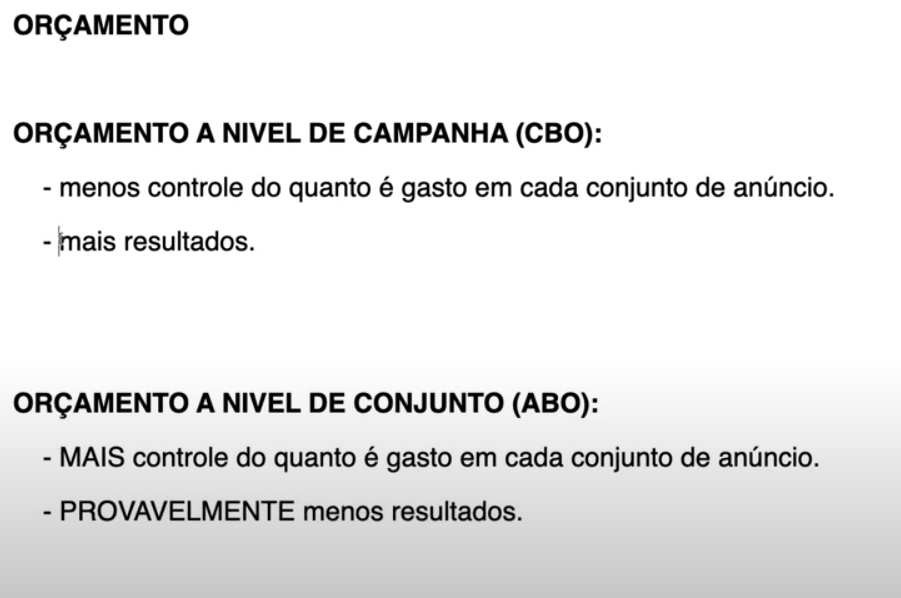 ORÇAMENTO
ORÇAMENTO A NIVEL DE CAMPANHA (CBO):
- menos controle do quanto é gasto em cada conjunto de anúncio.
- mais resultados.
ORÇAMENTO A NIVEL DE CONJUNTO (ABO):
- MAIS controle do quanto é gasto em cada conjunto de anúncio.
- PROVAVELMENTE menos resultados.